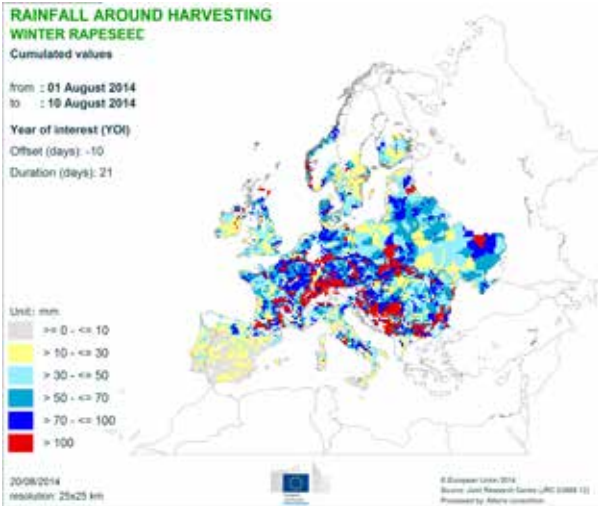 RAINFALL AROUND HARVESTING
WINTER RAPESEED
Cumulated values
from : 01 August 2014
to : 10 August 2014
Year of interest (YOI)
Offset (days): -10
Duration (days): 21
Unit: mm
>= 0 - <= 10
> 10 - <= 30
> 30 - <= 50
> 50 - <= 70
> 70 - <= 100
> 100
20/08/2014
resolution: 25x25 km
© European Union 2014
Source: Joint Research Centre
Processed by: Alterra consortium